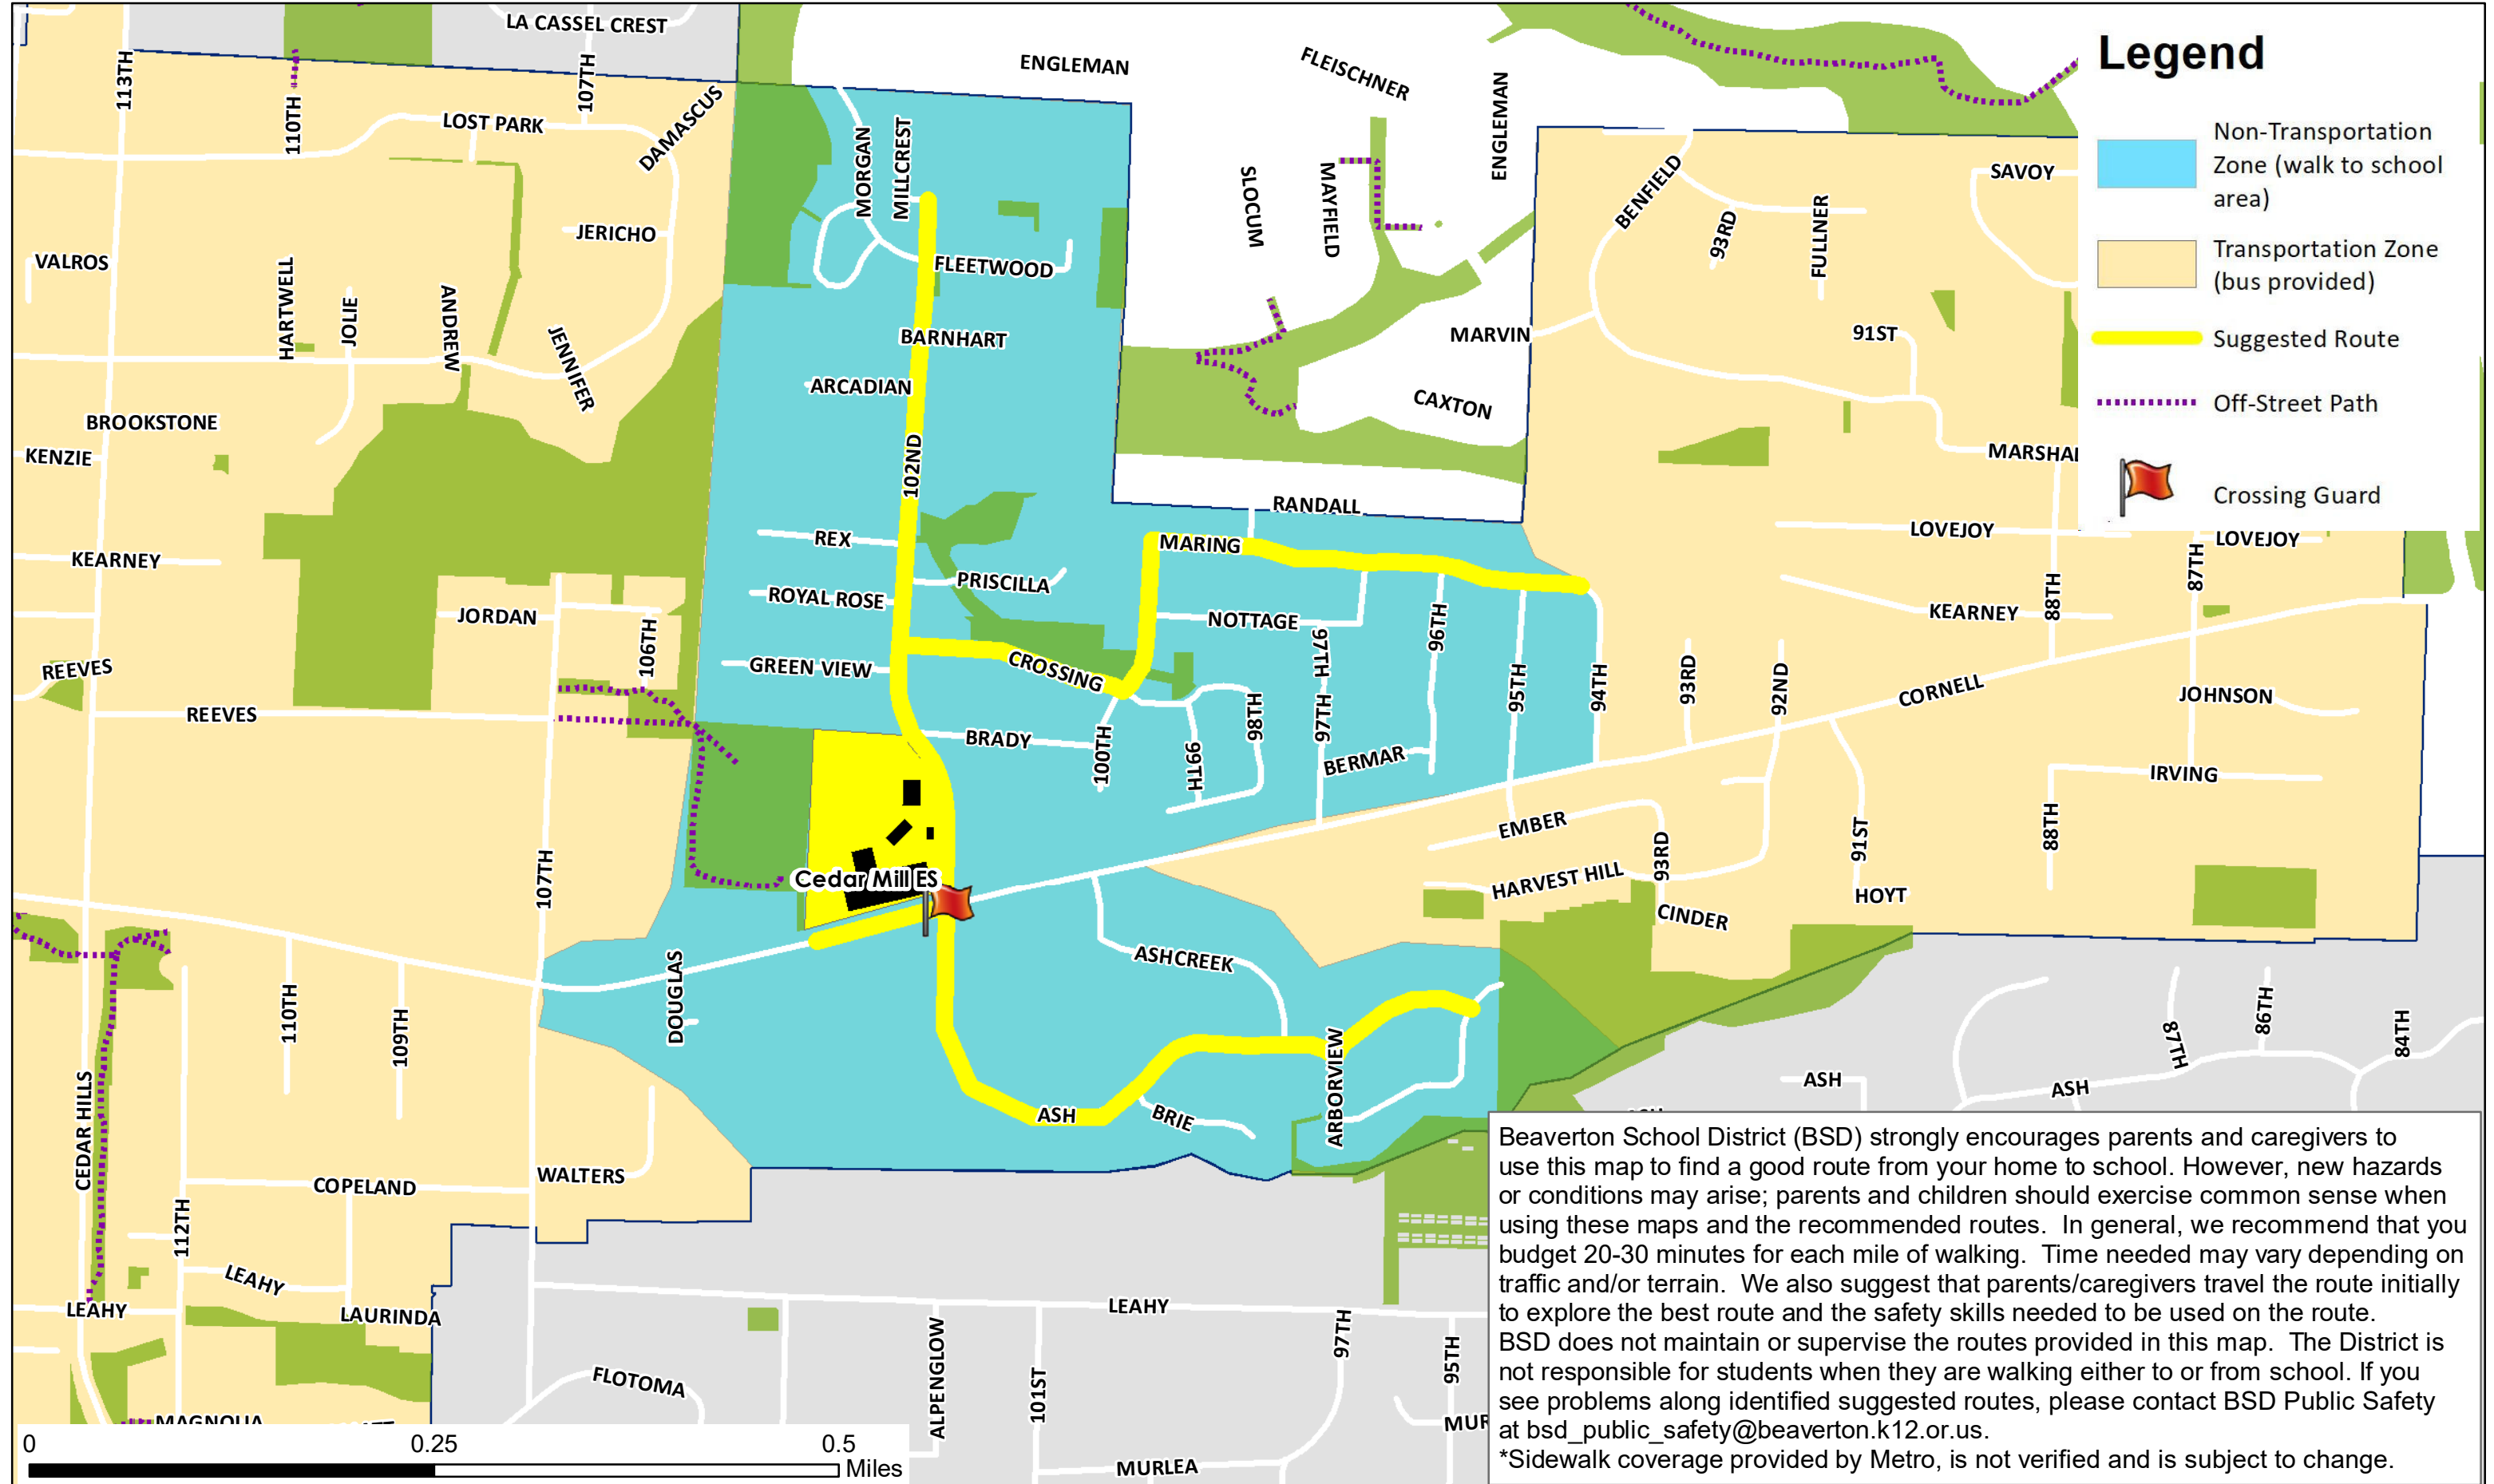 LA CASSEL CREST
ENGLEMAN
FLEISCHNER
ENGLEMAN
113TH
110TH
107TH
LOST PARK
DAMASCUS
MORGAN
MILLCREST
SLOCUM
MAYFIELD
BENFIELD
93RD
FULLNER
SAVOY
JERICHO
VALROS
HARTWELL
JOLIE
ANDREW
JENNIFER
FLEETWOOD
BARNHART
ARCADIAN
MARVIN
CAXTON
91ST
BROOKSTONE
KENZIE
102ND
RANDALL
LOVEJOY
LOVEJOY
87TH
KEARNEY
REX
MARING
PRISCILLA
ROYAL ROSE
NOTTAGE
JORDAN
106TH
97TH
96TH
88TH
KEARNEY
REEVES
REEVES
GREEN VIEW
CROSSING
98TH
97TH
95TH
94TH
93RD
92ND
CORNELL
JOHNSON
BRADY
100TH
99TH
BERMAR
IRVING
EMBER
93RD
91ST
88TH
107TH
Cedar Mill ES
HARVEST HILL
HOYT
CINDER
110TH
109TH
DOUGLAS
ASHCREEK
ARBORVIEW
87TH
86TH
84TH
ASH
ASH
CEDAR HILLS
ASH
BRIE
112TH
COPELAND
WALTERS
LEAHY
LEAHY
LAURINDA
LEAHY
97TH
95TH
FLOTOMA
ALPENGLOW
101ST
MAGNOLIA
MURLEA
Legend
Non-Transportation
Zone (walk to school
area)
Transportation Zone
(bus provided)
Suggested Route
Off-Street Path
Crossing Guard
Beaverton School District (BSD) strongly encourages parents and caregivers to
use this map to find a good route from your home to school. However, new hazards
or conditions may arise; parents and children should exercise common sense when
using these maps and the recommended routes.  In general, we recommend that you
budget 20-30 minutes for each mile of walking.  Time needed may vary depending on
traffic and/or terrain.  We also suggest that parents/caregivers travel the route initially
to explore the best route and the safety skills needed to be used on the route.
BSD does not maintain or supervise the routes provided in this map.  The District is
not responsible for students when they are walking either to or from school. If you
see problems along identified suggested routes, please contact BSD Public Safety
at bsd_public_safety@beaverton.k12.or.us.
*Sidewalk coverage provided by Metro, is not verified and is subject to change.
0 0.25 0.5
Miles